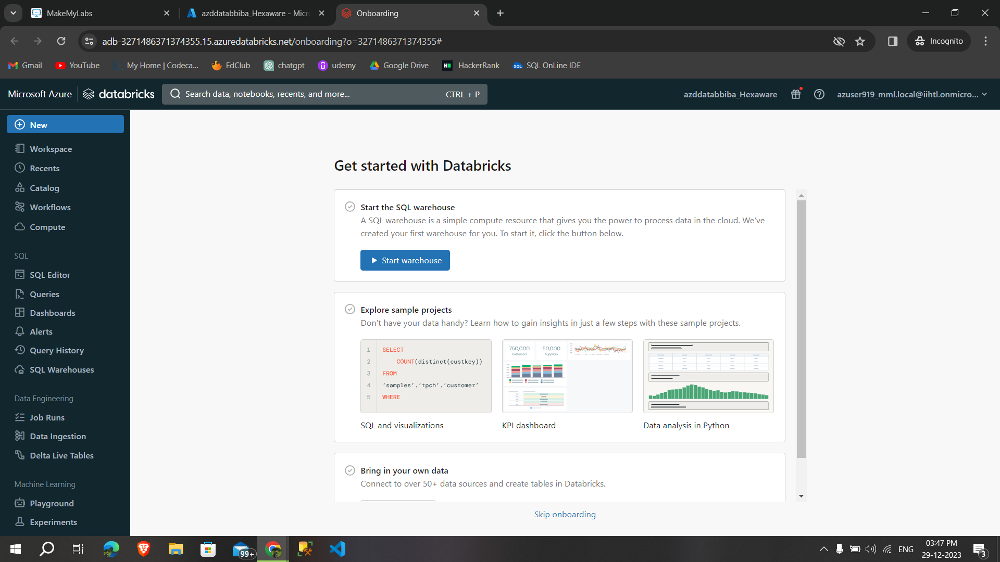 MakeMyLabs
azddatabbiba_Hexaware - Micro
Onboarding
adb-3271486371374355.15.azuredatabricks.net/onboarding?o=3271486371374355#
Incognito
Gmail
YouTube
My Home | Codeca...
EdClub
chatgpt
udemy
Google Drive
HackerRank
SQL OnLine IDE
Microsoft Azure
databricks
Search data, notebooks, recents, and more...
CTRL + P
azddatabbiba_Hexaware
azuser919_mml.local@iihtl.onmicro...
New
Workspace
Recents
Catalog
Workflows
Compute
SQL
SQL Editor
Queries
Dashboards
Alerts
Query History
SQL Warehouses
Data Engineering
Job Runs
Data Ingestion
Delta Live Tables
Machine Learning
Playground
Experiments
Get started with Databricks
Start the SQL warehouse
A SQL warehouse is a simple compute resource that gives you the power to process data in the cloud. We've
created your first warehouse for you. To start it, click the button below.
Start warehouse
Explore sample projects
Don't have your data handy? Learn how to gain insights in just a few steps with these sample projects.
1 SELECT
2 COUNT(distinct(custkey))
3 FROM
4 ‘samples’.’tpch’.’customer’
5 WHERE
750,000
Customers
50,000
Suppliers
SQL and visualizations
KPI dashboard
Data analysis in Python
Bring in your own data
Connect to over 50+ data sources and create tables in Databricks.
Skip onboarding
99+
ENG
03:47 PM
29-12-2023
3